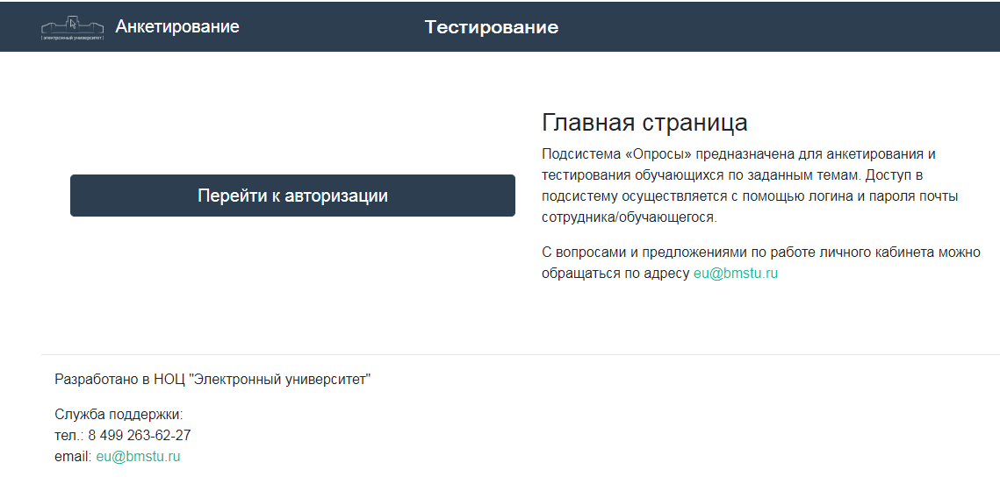 [электронный университет]
Анкетирование
Тестирование
Главная страница
Подсистема «Опросы» предназначена для анкетирования и
тестирования обучающихся по заданным темам. Доступ в
подсистему осуществляется с помощью логина и пароля почты
сотрудника/обучающегося.
С вопросами и предложениями по работе личного кабинета можно
обращаться по адресу eu@bmstu.ru
Перейти к авторизации
Разработано в НОЦ "Электронный университет"
Служба поддержки:
тел.: 8 499 263-62-27
email: eu@bmstu.ru